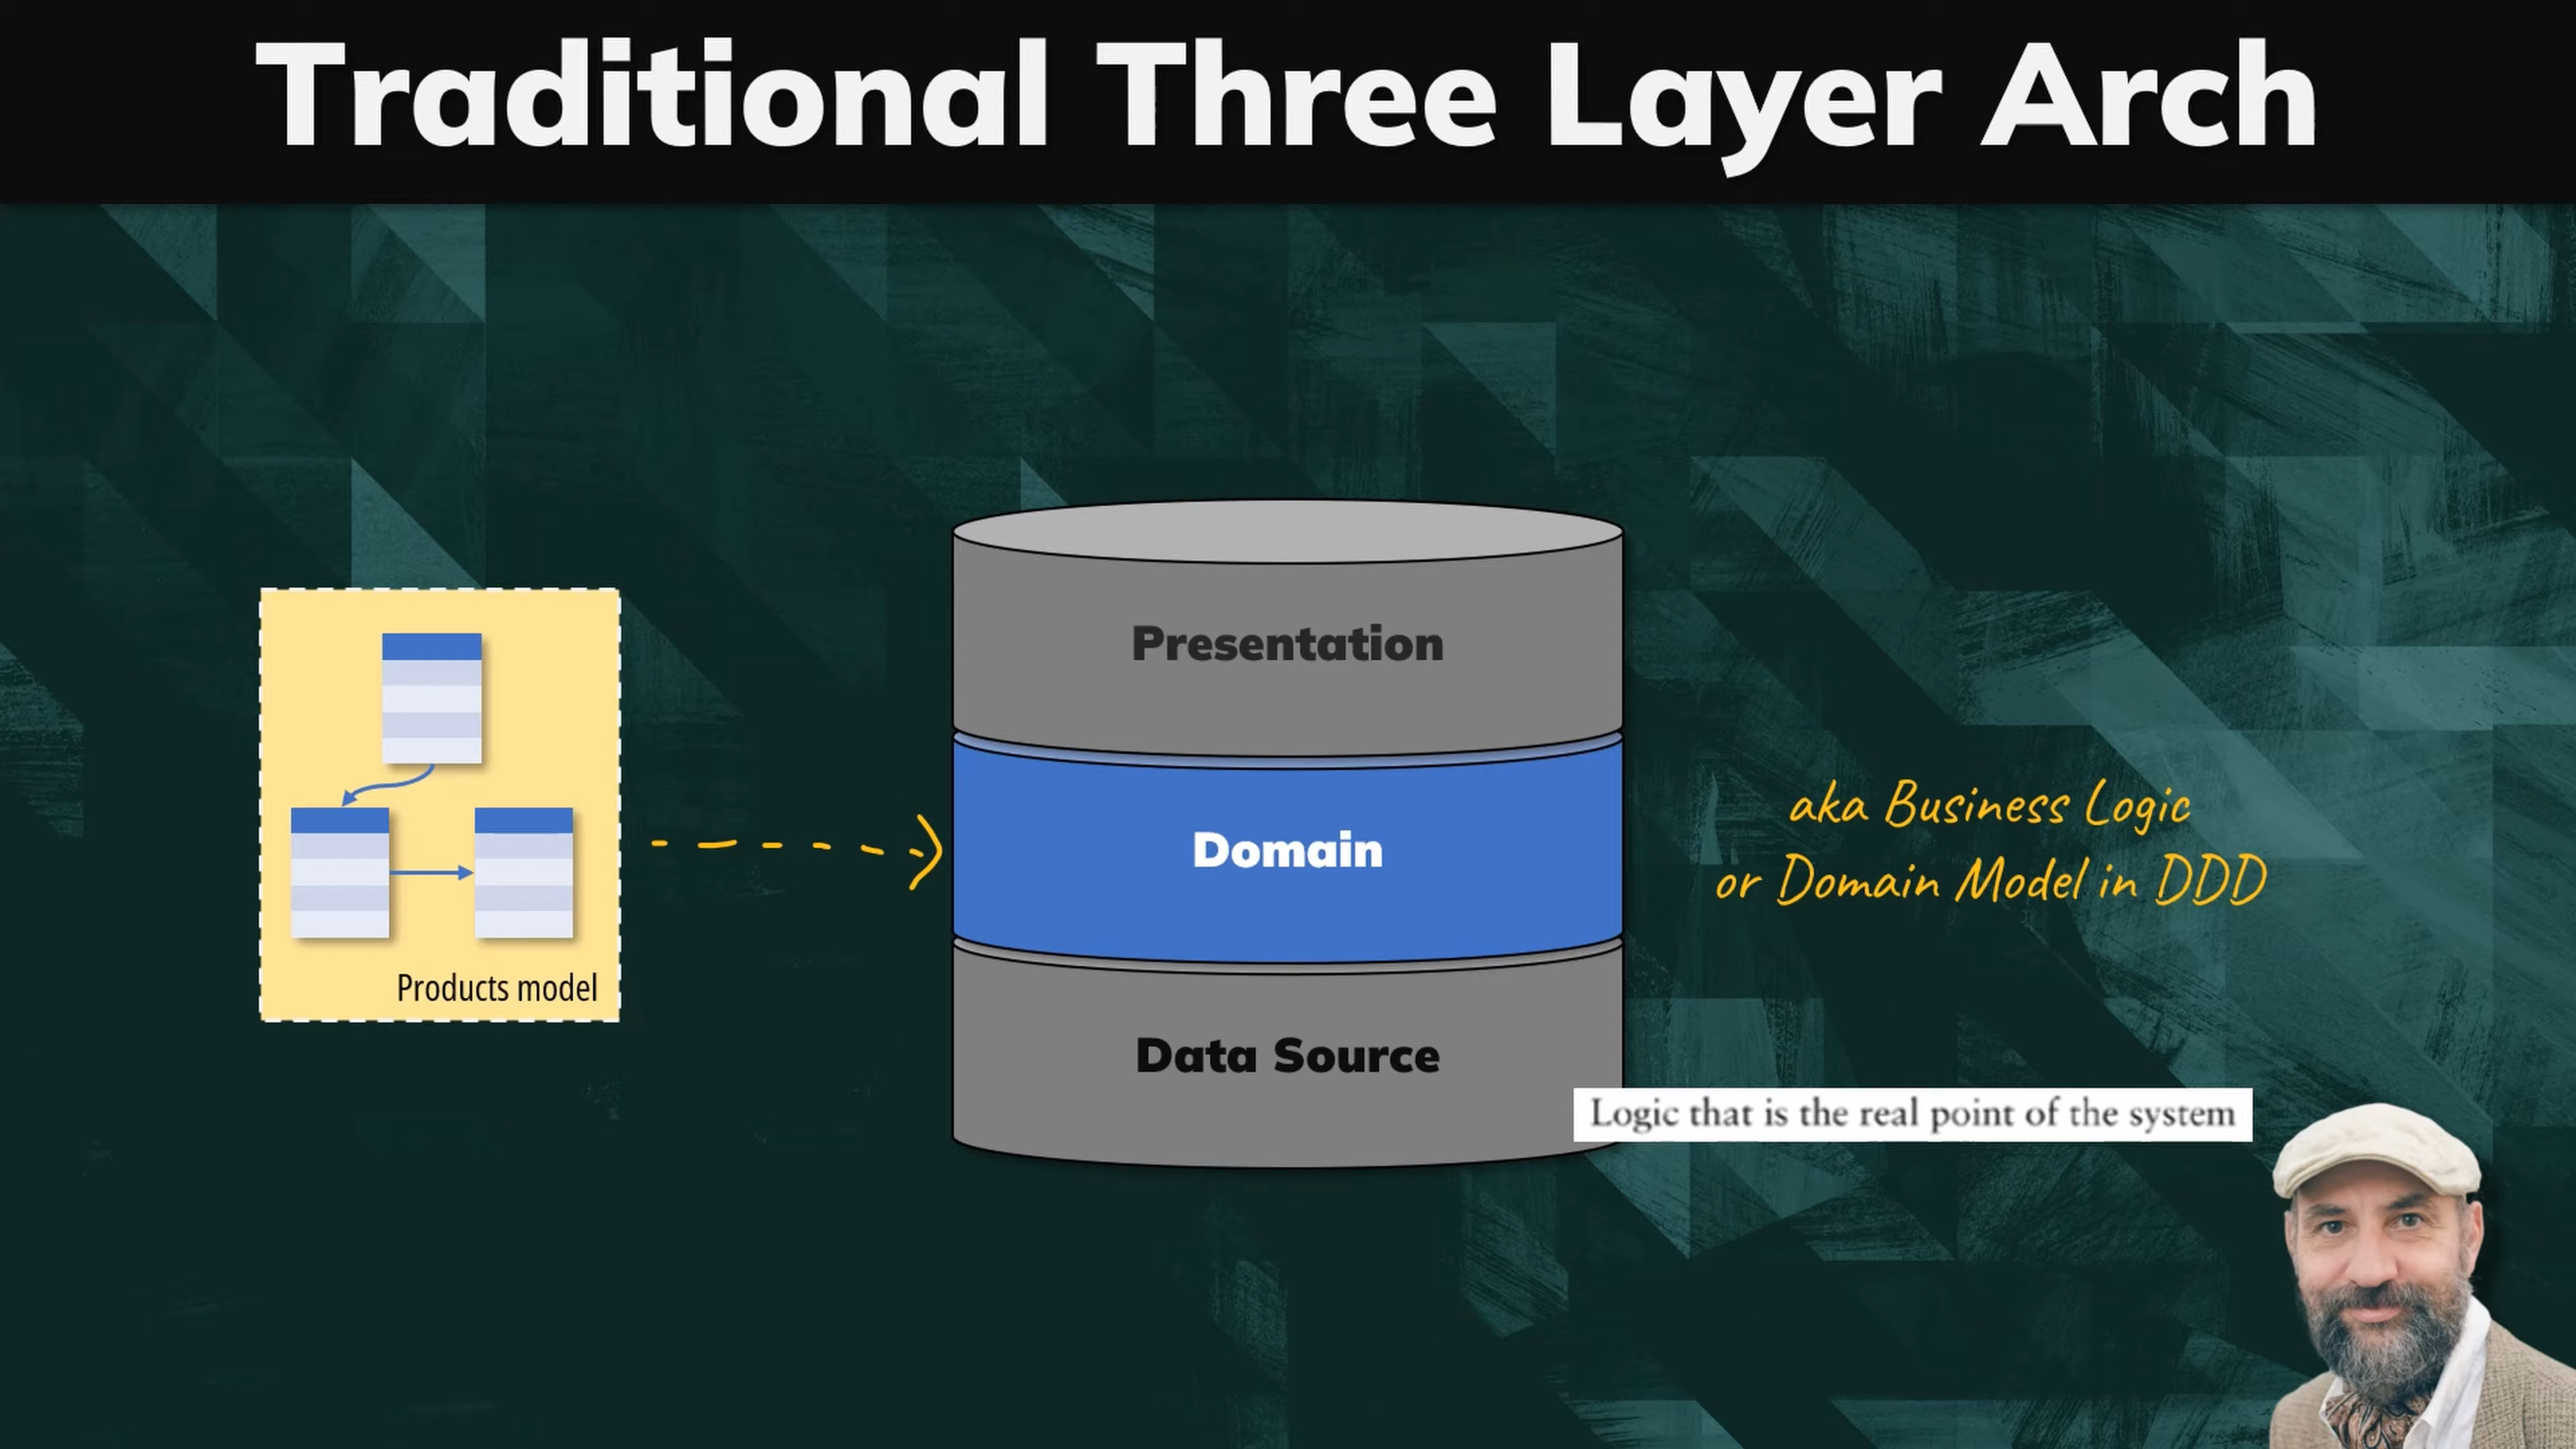 Traditional Three Layer Arch
Presentation
Domain
Data Source
Products model
aka Business Logic
or Domain Model in DDD
Logic that is the real point of the system